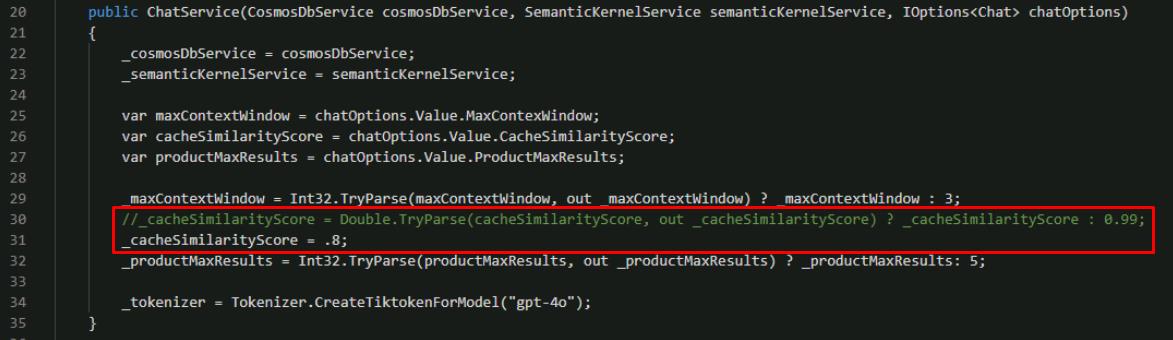 20 public ChatService(CosmosDbService cosmosDbService, SemanticKernelService semanticKernelService, IOptions<Chat> chatOptions)
21 {
22 _cosmosDbService = cosmosDbService;
23 _semanticKernelService = semanticKernelService;
24
25 var maxContextWindow = chatOptions.Value.MaxContexWindow;
26 var cacheSimilarityScore = chatOptions.Value.CacheSimilarityScore;
27 var productMaxResults = chatOptions.Value.ProductMaxResults;
28
29 _maxContextWindow = Int32.TryParse(maxContextWindow, out _maxContextWindow) ? _maxContextWindow : 3;
30 //_cacheSimilarityScore = Double.TryParse(cacheSimilarityScore, out _cacheSimilarityScore) ? _cacheSimilarityScore : 0.99;
31 _cacheSimilarityScore = .8;
32 _productMaxResults = Int32.TryParse(productMaxResults, out _productMaxResults) ? _productMaxResults: 5;
33
34 _tokenizer = Tokenizer.CreateTiktokenForModel("gpt-4o");
35 }